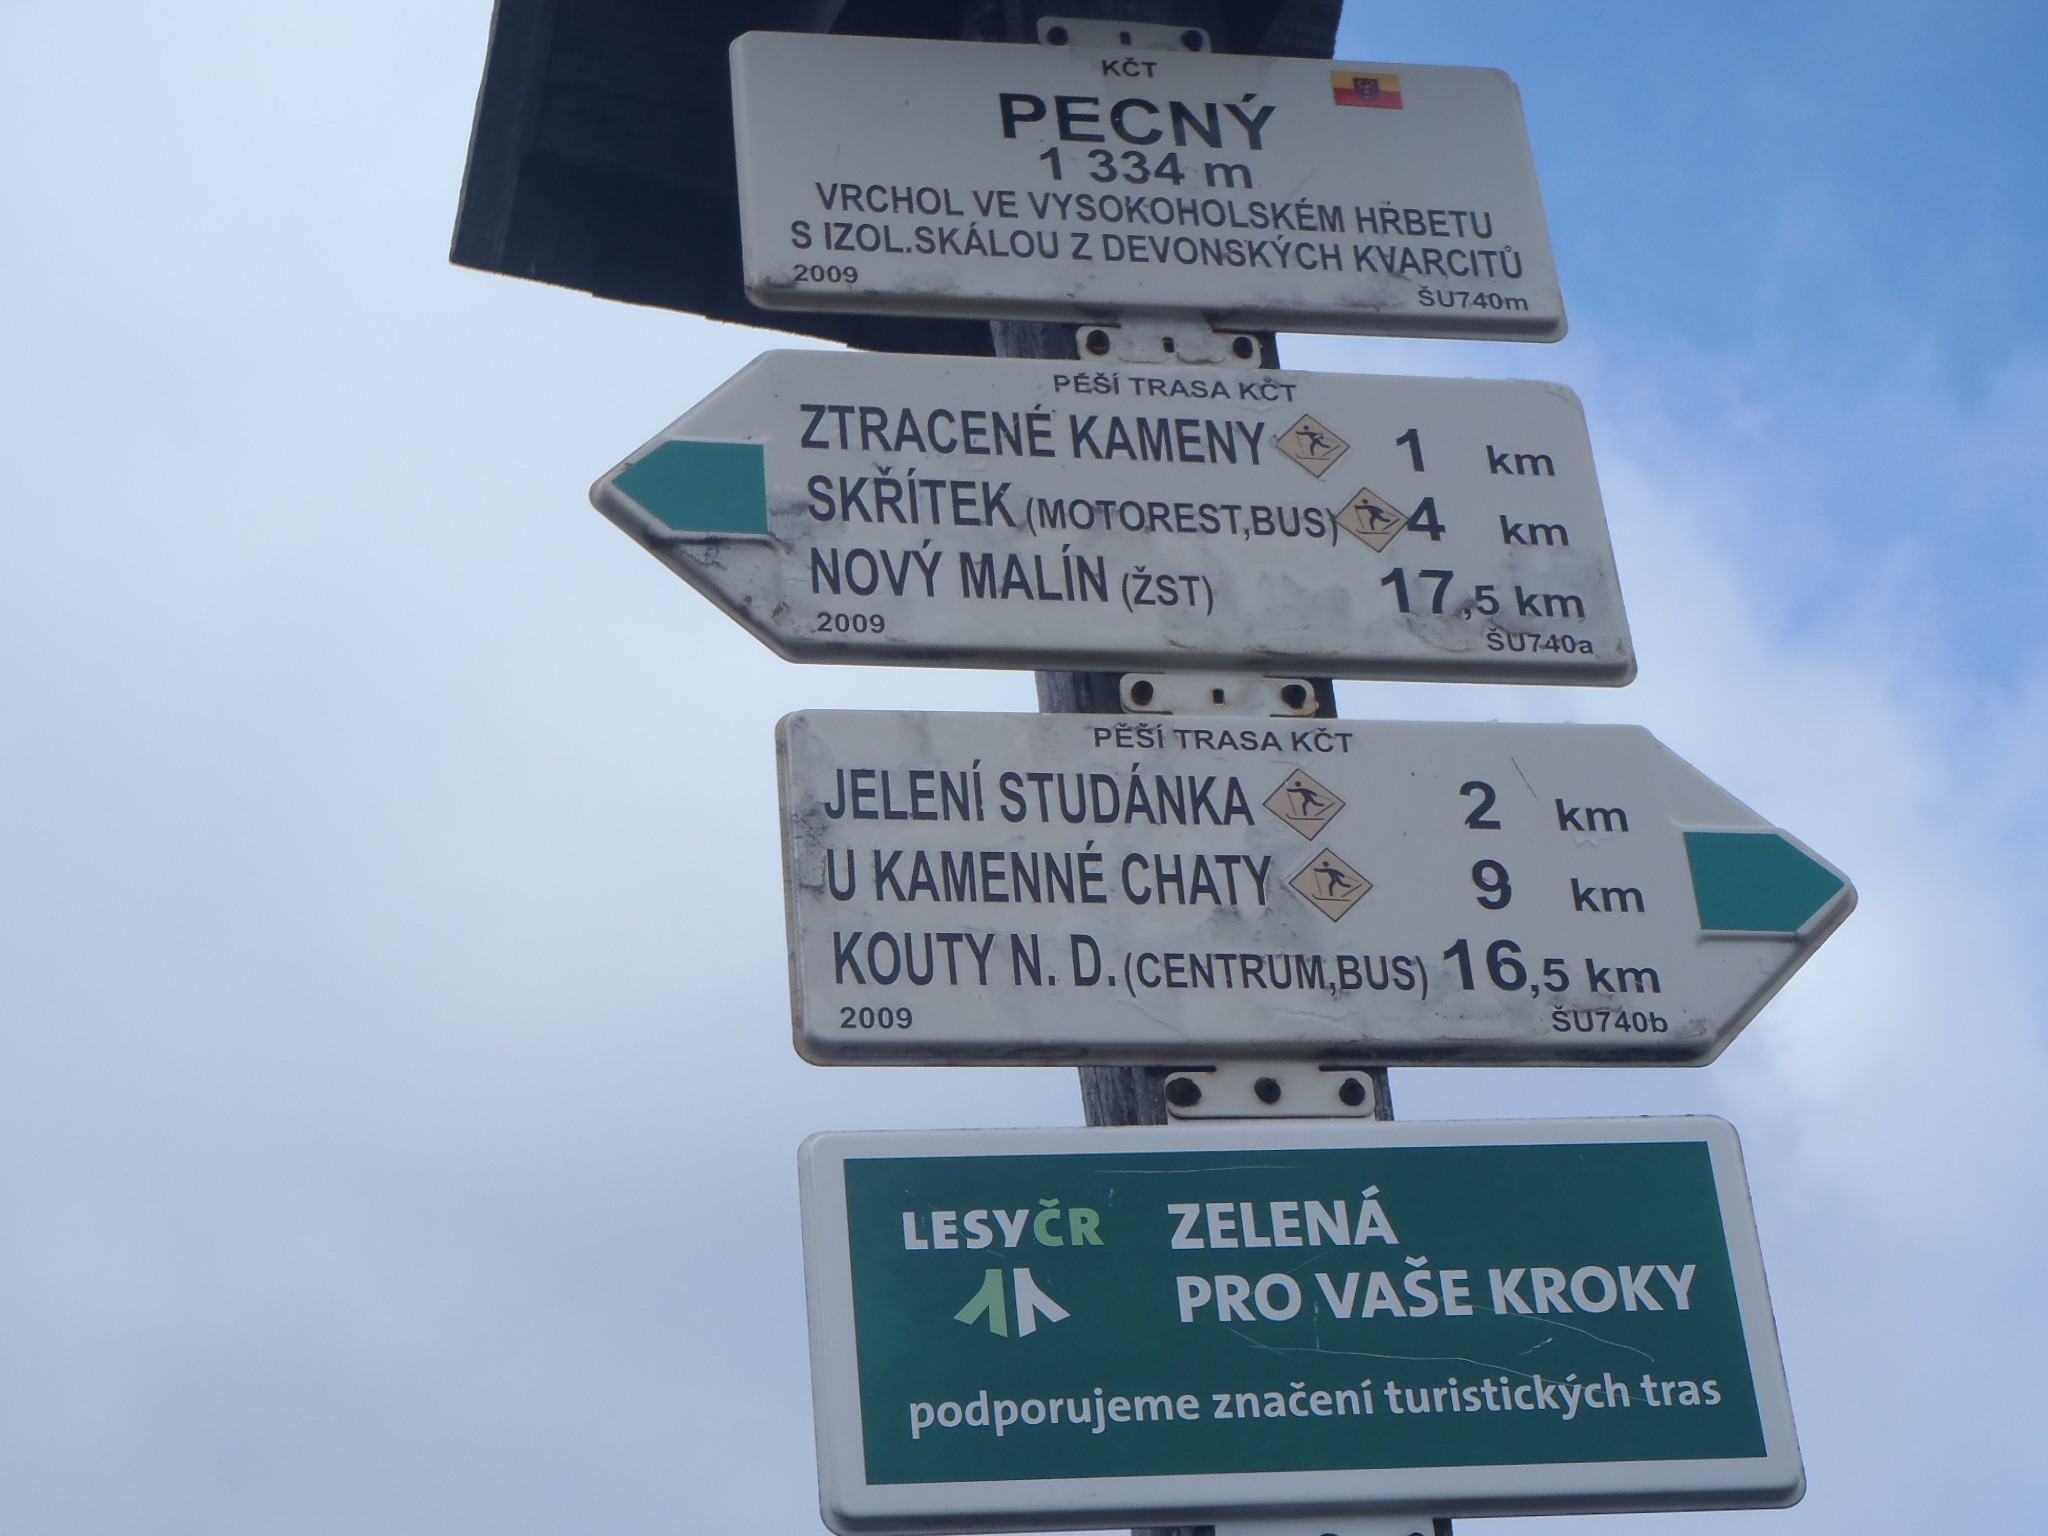 KČT
PECNÝ
1 334 m
VRCHOL VE VYSOKOHOLSKÉM HŘBETU
S IZOL.SKÁLOU Z DEVONSKÝCH KVARCITŮ
2009 ŠU740m
PĚŠÍ TRASA KČT
ZTRACENÉ KAMENY 1 km
SKŘÍTEK (MOTOREST,BUS) 4 km
NOVÝ MALÍN (ŽST) 17,5 km
2009 ŠU740a
PĚŠÍ TRASA KČT
JELENÍ STUDÁNKA 2 km
U KAMENNÉ CHATY 9 km
KOUTY N. D. (CENTRUM,BUS) 16,5 km
2009 ŠU740b
LESYČR ZELENÁ
PRO VAŠE KROKY
podporujeme značení turistických tras